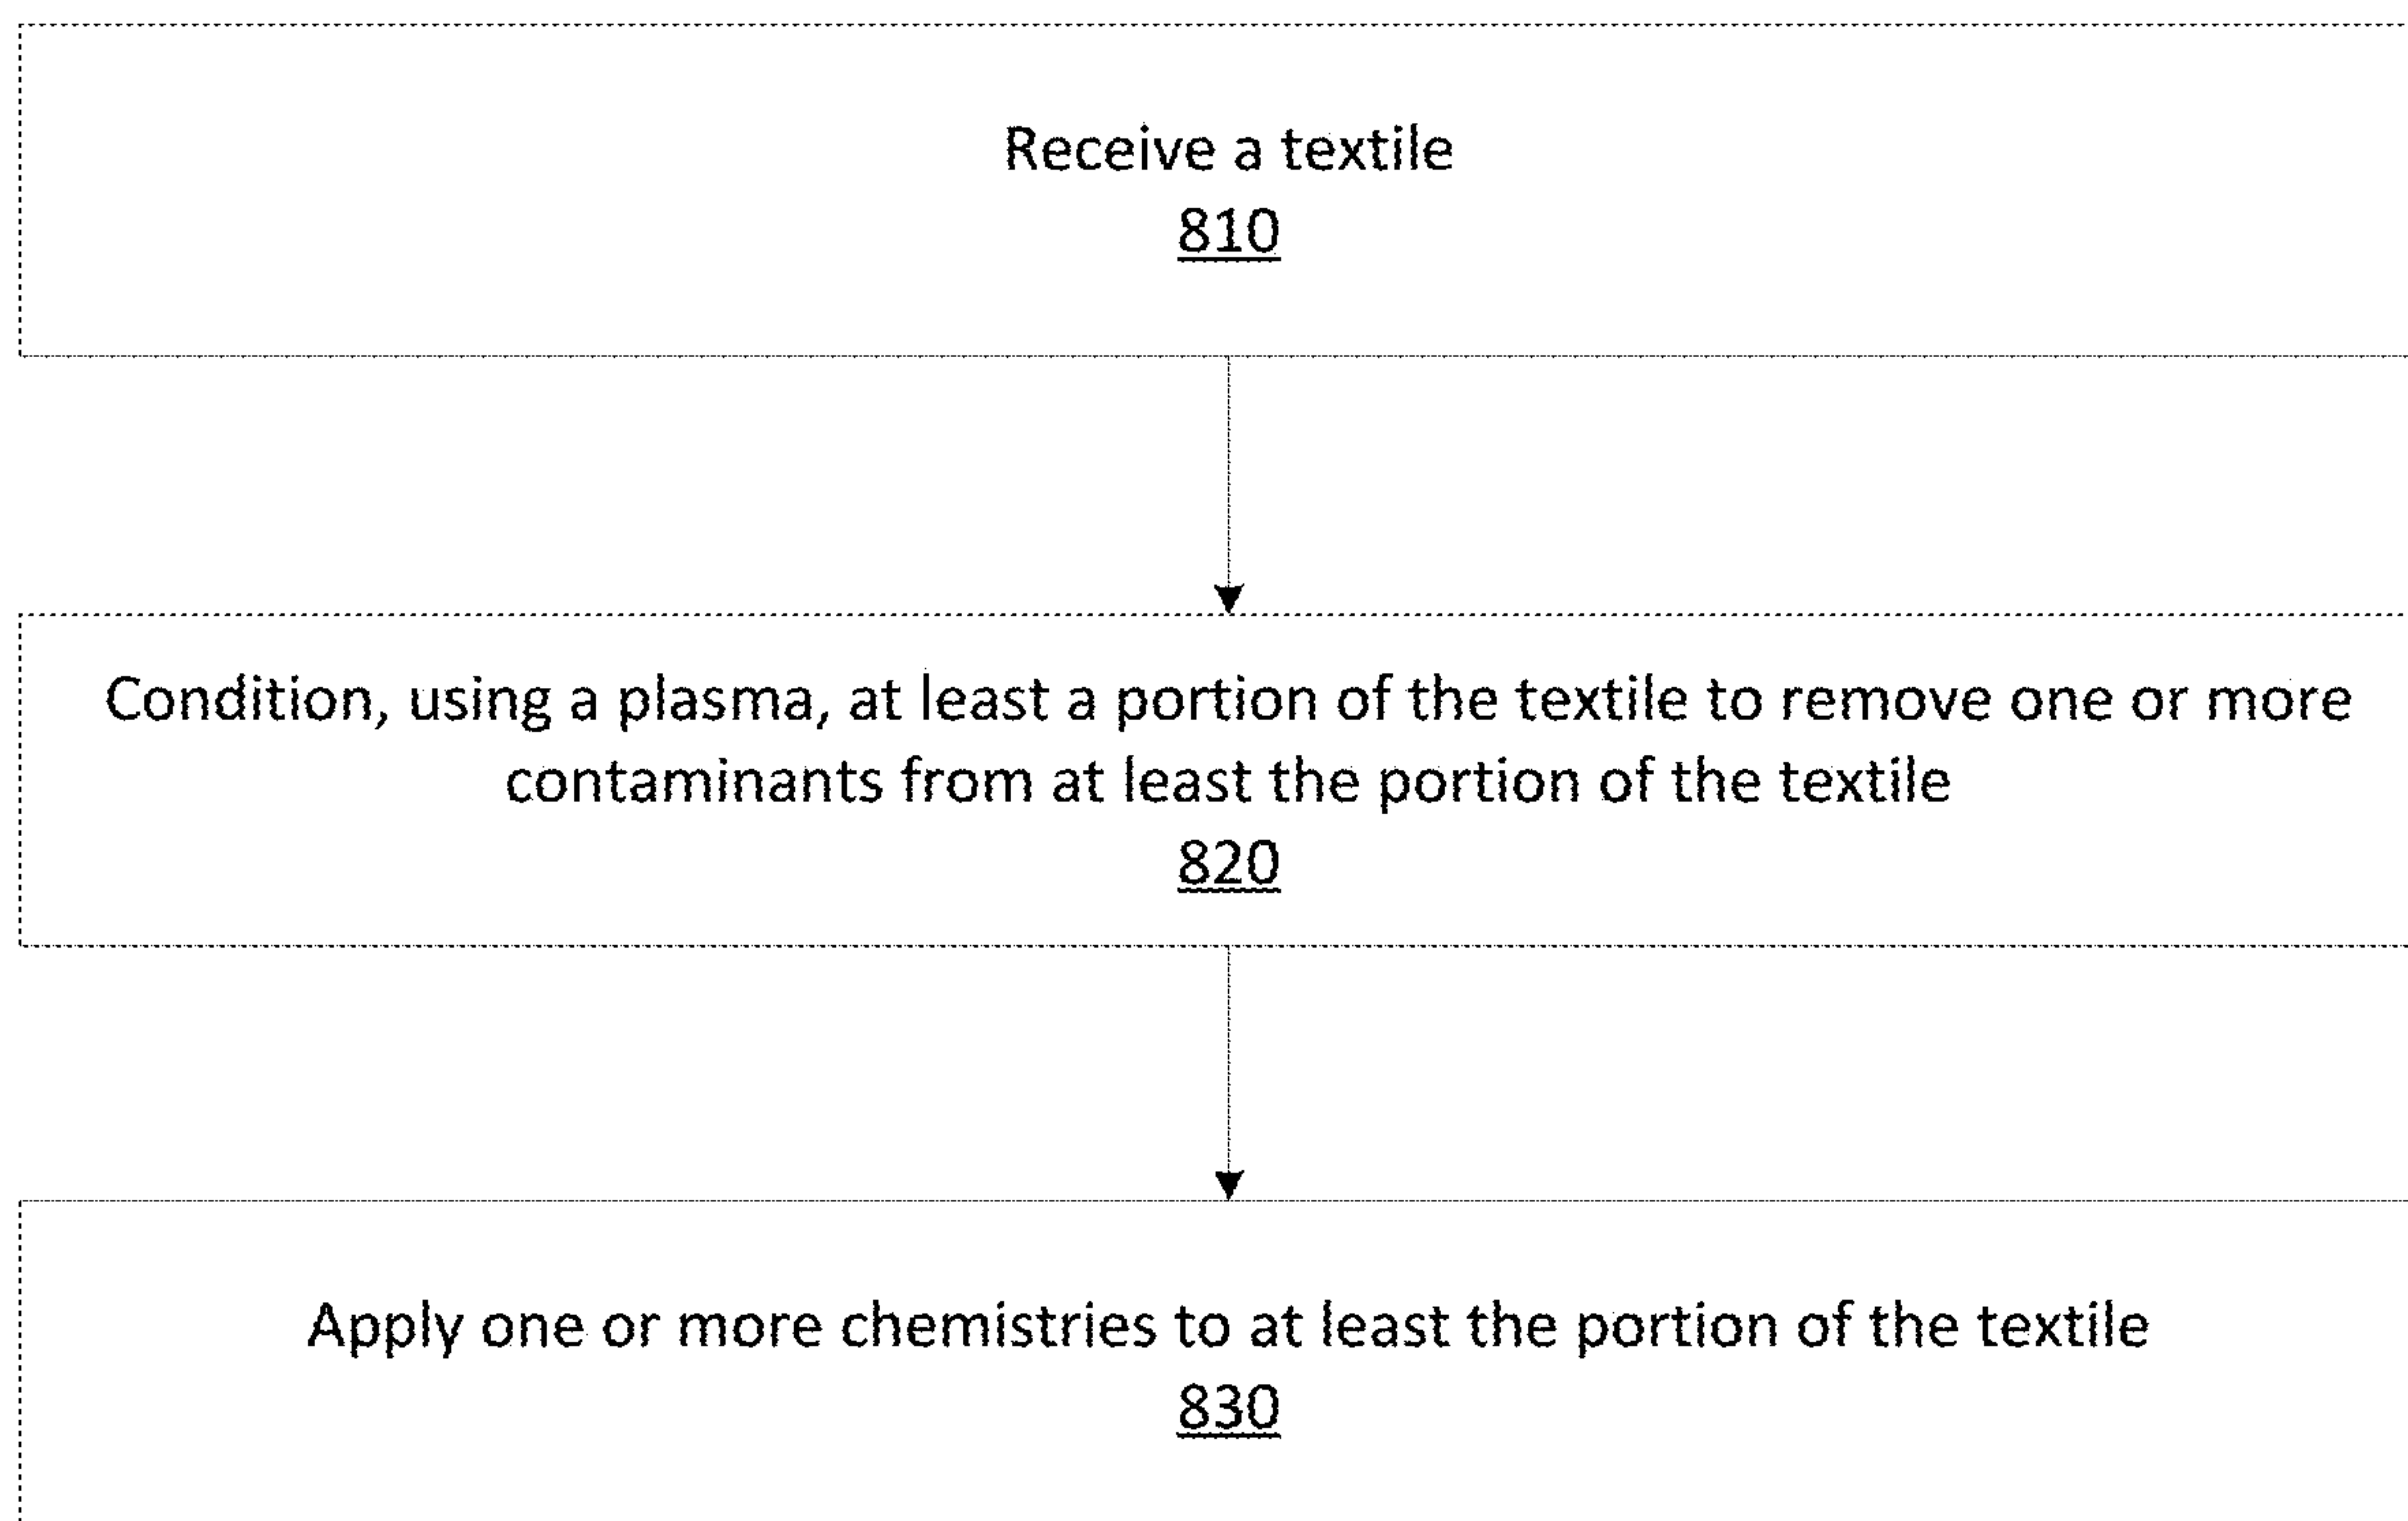 Receive a textile
810
Condition, using a plasma, at least a portion of the textile to remove one or more
contaminants from at least the portion of the textile
820
Apply one or more chemistries to at least the portion of the textile
830